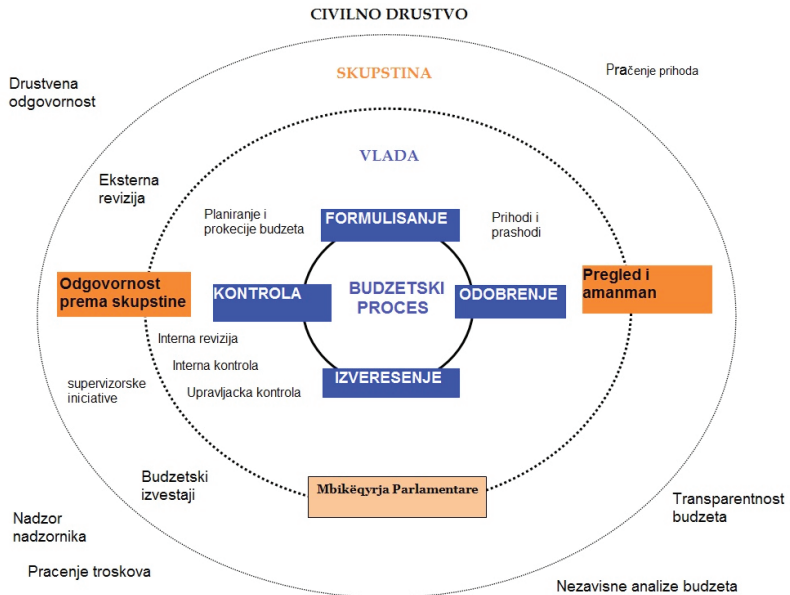 CIVILNO DRUSTVO
SKUPSTINA
Pračenje prihoda
Drustvena
odgovornost
VLADA
Eksterna
revizija
Planiranje i
prokecije budzeta
FORMULISANJE
Prihodi i
prashodi
Odgovornost
prema skupstine
KONTROLA
BUDZETSKI
PROCES
ODOBRENJE
Pregled i
amanman
Interna revizija
Interna kontrola
Upravljacka kontrola
IZVERESENJE
supervizorske
iniciative
Budzetski
izvestaji
Mbikëqyrja Parlamentare
Transparentnost
budzeta
Nadzor
nadzornika
Pracenje troskova
Nezavisne analize budzeta